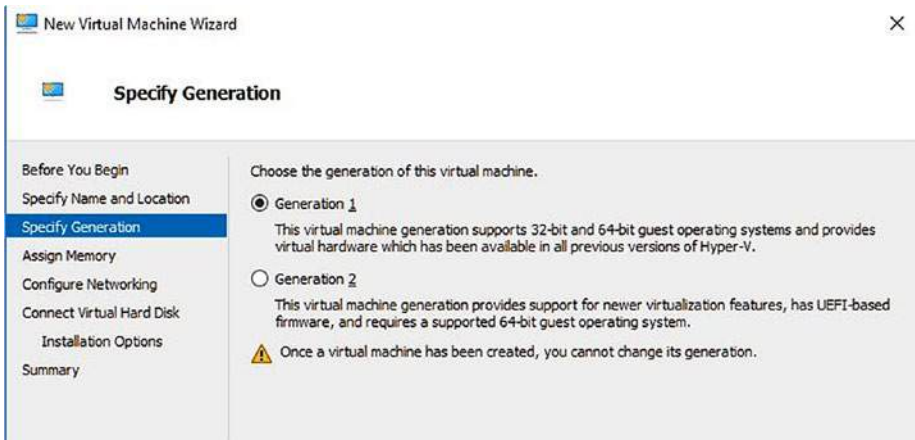 New Virtual Machine Wizard
Specify Generation
Before You Begin
Specify Name and Location
Specify Generation
Assign Memory
Configure Networking
Connect Virtual Hard Disk
Installation Options
Summary
Choose the generation of this virtual machine.
Generation 1
This virtual machine generation supports 32-bit and 64-bit guest operating systems and provides
virtual hardware which has been available in all previous versions of Hyper-V.
Generation 2
This virtual machine generation provides support for newer virtualization features, has UEFI-based
firmware, and requires a supported 64-bit guest operating system.
Once a virtual machine has been created, you cannot change its generation.